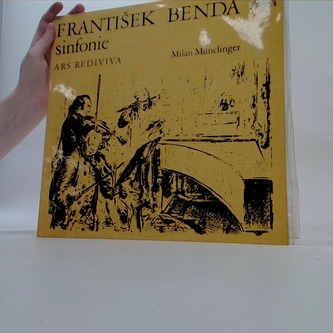 FRANTIŠEK BENDA
sinfonie
ARS REDIVIVA
Milan Munclinger